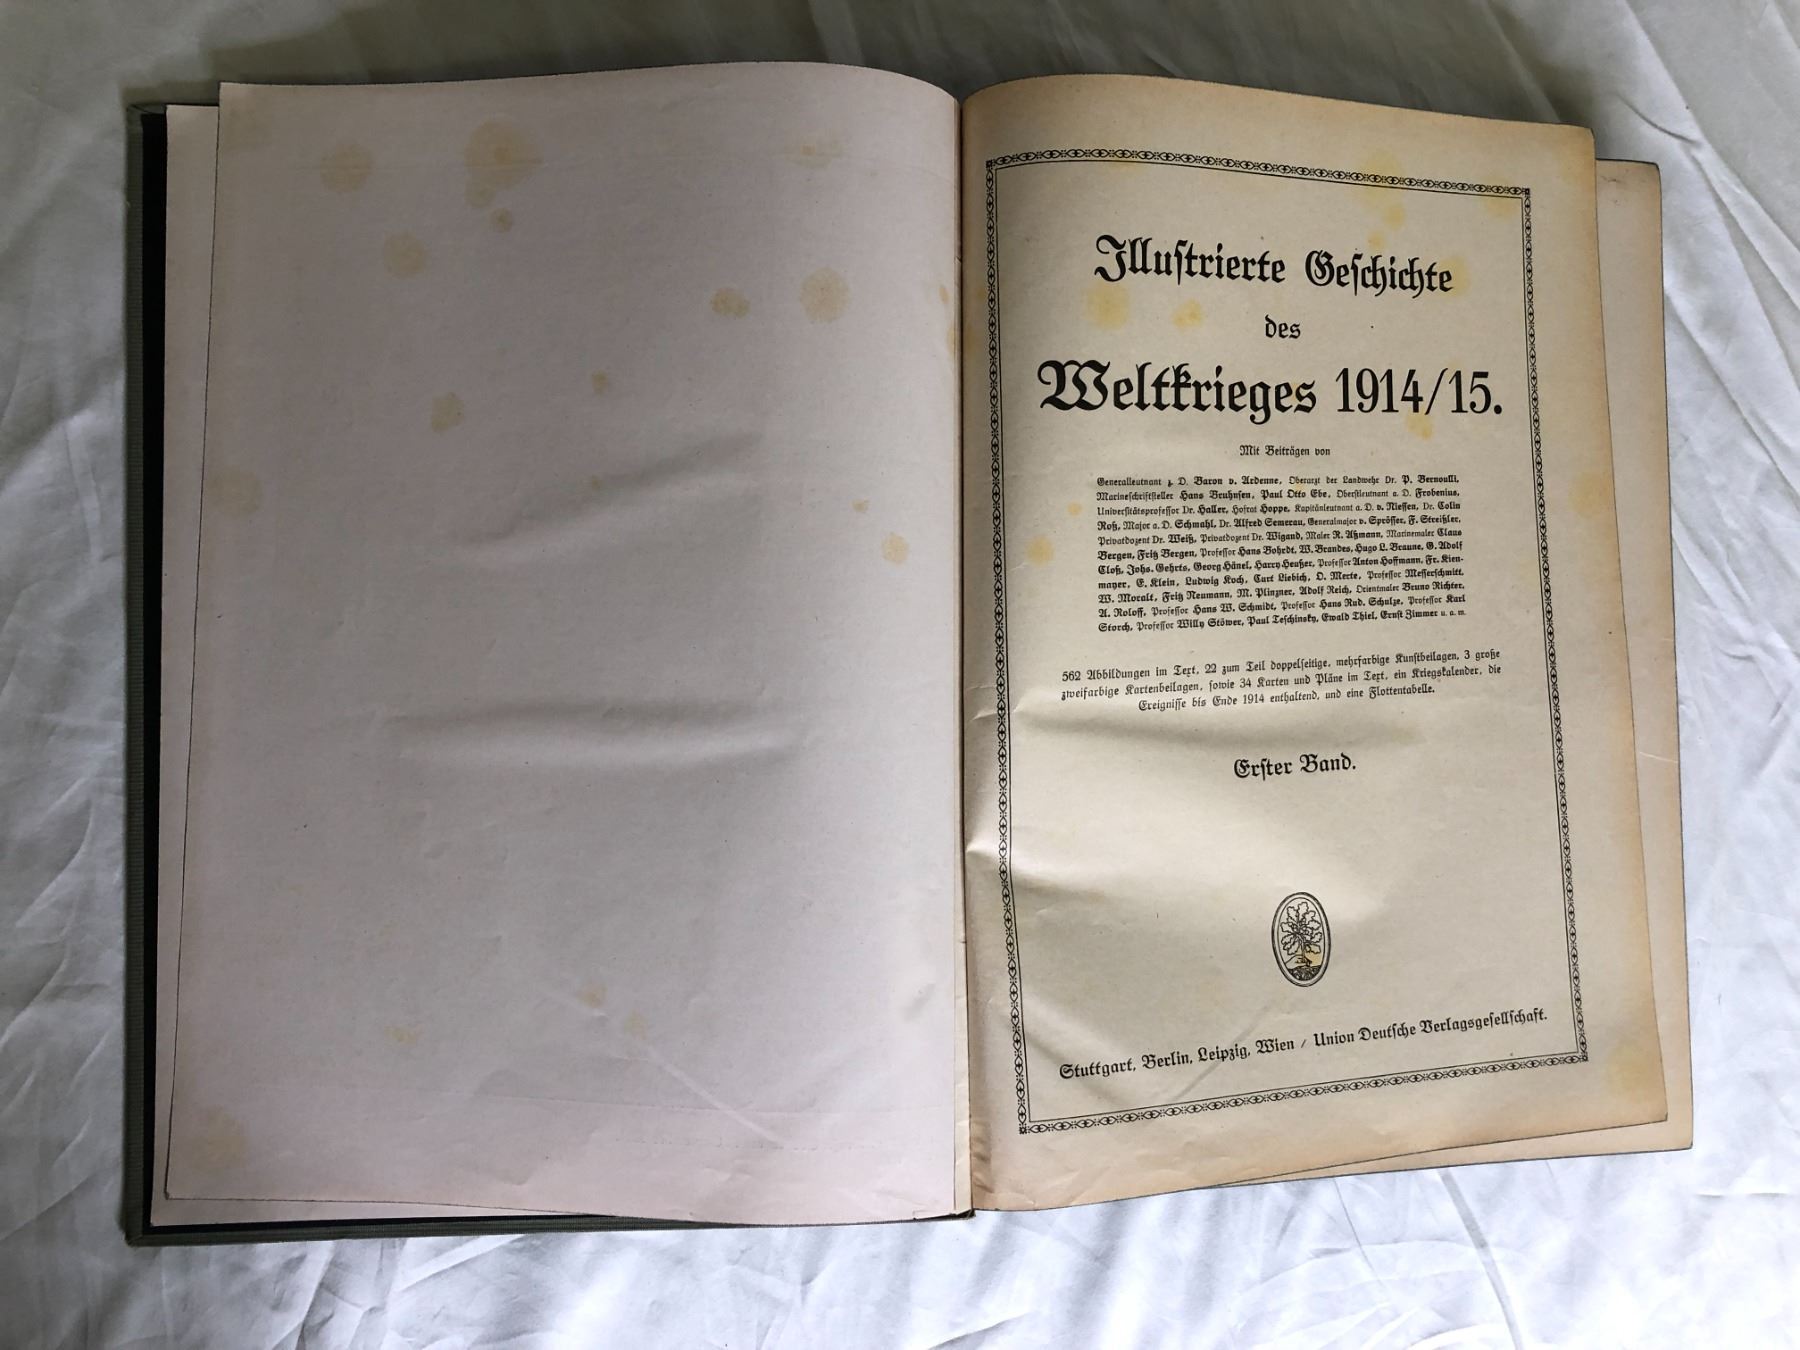 Illustrierte Geschichte
des
Weltkrieges 1914/15.
Mit Beiträgen von
Generalleutnant z. D. Baron v. Ardenne, Oberarzt der Landwehr Dr. P. Bernoulli,
Marineschriftsteller Hans Bruhnsen, Paul Otto Ebe, Oberstleutnant a. D. Frobenius,
Universitätsprofessor Dr. Haller, Hofrat Hoppe, Kapitänleutnant a. D. v. Niessen, Dr. Colin
Roß, Major a. D. Schmahl, Dr. Alfred Semerau, Generalmajor v. Sprösser, F. Streißler,
Privatdozent Dr. Weiß, Privatdozent Dr. Wigand, Maler R. Aßmann, Marinemaler Claus
Bergen, Fritz Bergen, Professor Hans Bohrdt, W. Brandes, Hugo L. Braune, G. Adolf
Closs, Johs. Gehrts, Georg Hänel, Harry Heußer, Professor Anton Hoffmann, Fr. Kien-
mayer, E. Klein, Ludwig Koch, Curt Liebich, O. Merte, Professor Messerschmitt,
W. Moralt, Fritz Neumann, M. Plinzner, Adolf Reich, Orientmaler Bruno Richter,
A. Roloff, Professor Hans W. Schmidt, Professor Hans Rud. Schulze, Professor Karl
Storch, Professor Willy Stöwer, Paul Teschinsky, Ewald Thiel, Ernst Zimmer u. a. m.
562 Abbildungen im Text, 22 zum Teil doppelseitige, mehrfarbige Kunstbeilagen, 3 große
zweifarbige Kartenbeilagen, sowie 34 Karten und Pläne im Text, ein Kriegskalender, die
Ereignisse bis Ende 1914 enthaltend, und eine Flottentabelle.
Erster Band.
Stuttgart, Berlin, Leipzig, Wien / Union Deutsche Verlagsgesellschaft.